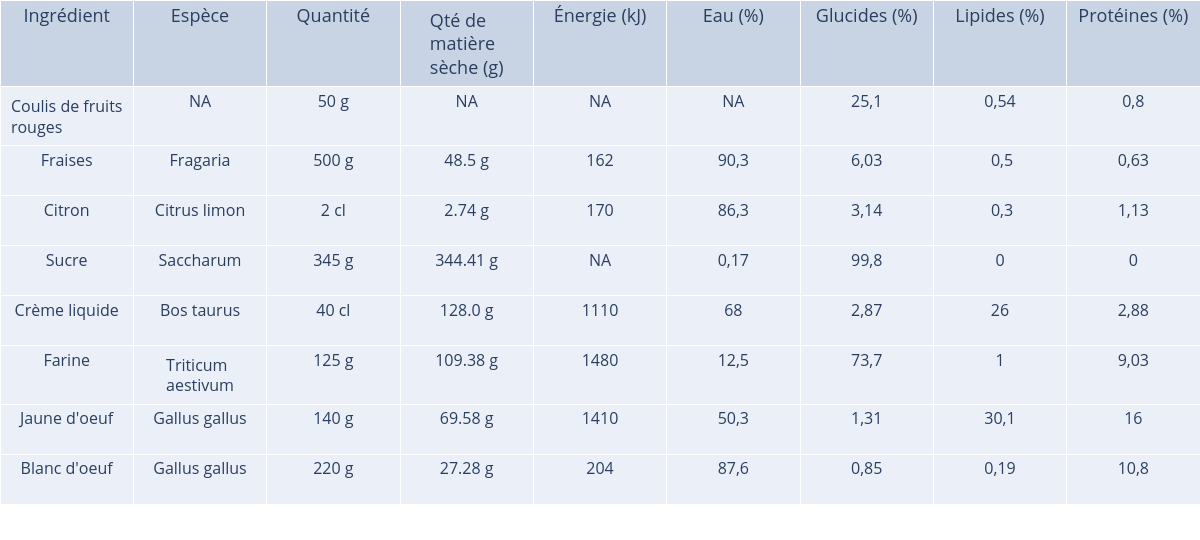 Ingrédient Espèce Quantité Qté de matière sèche (g) Énergie (kJ) Eau (%) Glucides (%) Lipides (%) Protéines (%)
Coulis de fruits rouges NA 50 g NA NA NA 25,1 0,54 0,8
Fraises Fragaria 500 g 48.5 g 162 90,3 6,03 0,5 0,63
Citron Citrus limon 2 cl 2.74 g 170 86,3 3,14 0,3 1,13
Sucre Saccharum 345 g 344.41 g NA 0,17 99,8 0 0
Crème liquide Bos taurus 40 cl 128.0 g 1110 68 2,87 26 2,88
Farine Triticum aestivum 125 g 109.38 g 1480 12,5 73,7 1 9,03
Jaune d'oeuf Gallus gallus 140 g 69.58 g 1410 50,3 1,31 30,1 16
Blanc d'oeuf Gallus gallus 220 g 27.28 g 204 87,6 0,85 0,19 10,8